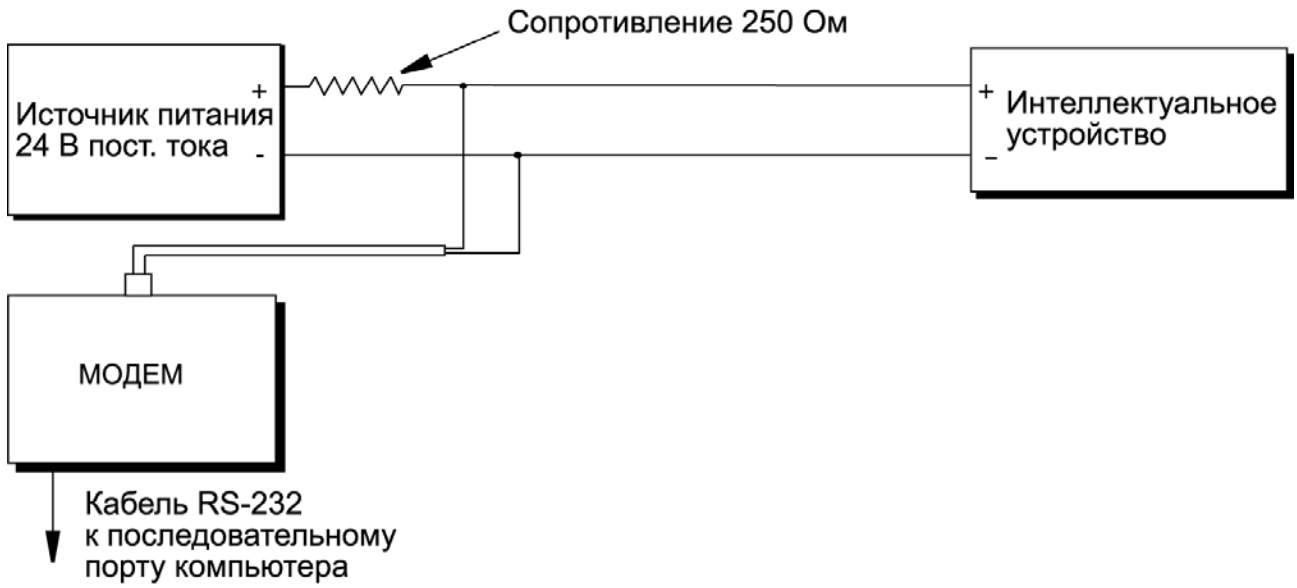 Сопротивление 250 Ом
+
Источник питания
24 В пост. тока
-
+
Интеллектуальное
устройство
–
МОДЕМ
Кабель RS-232
к последовательному
порту компьютера